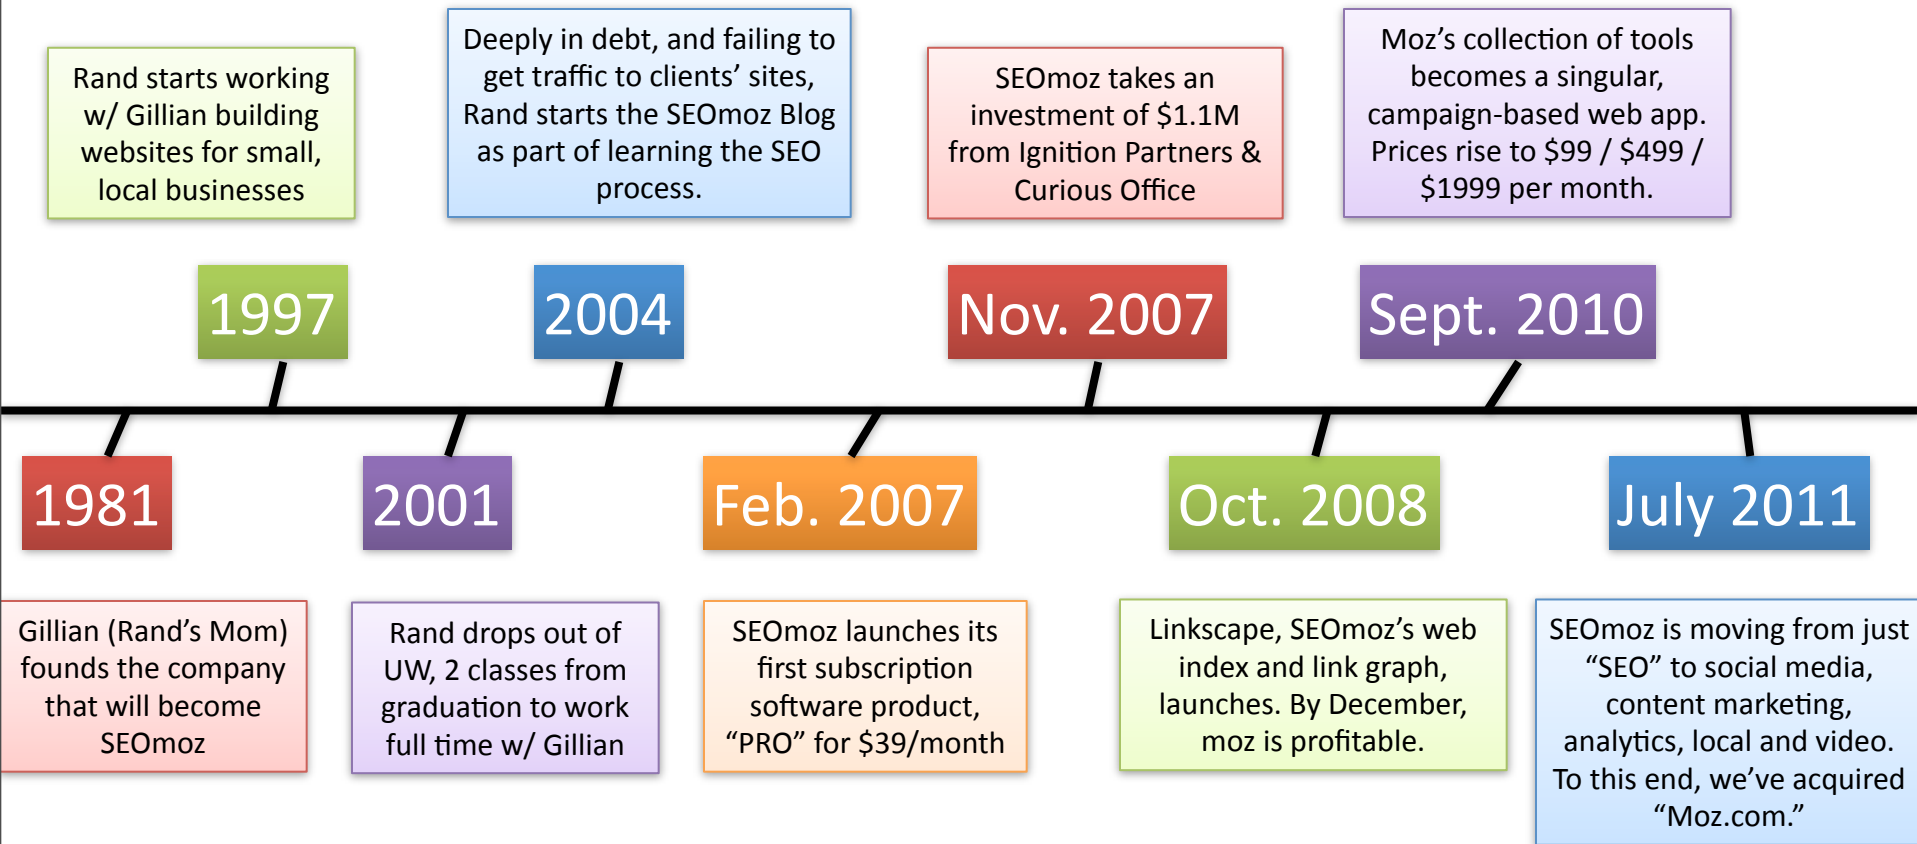 Rand starts working
w/ Gillian building
websites for small,
local businesses
Deeply in debt, and failing to
get traffic to clients’ sites,
Rand starts the SEOmoz Blog
as part of learning the SEO
process.
SEOmoz takes an
investment of $1.1M
from Ignition Partners &
Curious Office
Moz’s collection of tools
becomes a singular,
campaign-based web app.
Prices rise to $99 / $499 /
$1999 per month.
1997
2004
Nov. 2007
Sept. 2010
1981
2001
Feb. 2007
Oct. 2008
July 2011
Gillian (Rand’s Mom)
founds the company
that will become
SEOmoz
Rand drops out of
UW, 2 classes from
graduation to work
full time w/ Gillian
SEOmoz launches its
first subscription
software product,
“PRO” for $39/month
Linkscape, SEOmoz’s web
index and link graph,
launches. By December,
moz is profitable.
SEOmoz is moving from just
“SEO” to social media,
content marketing,
analytics, local and video.
To this end, we’ve acquired
“Moz.com.”